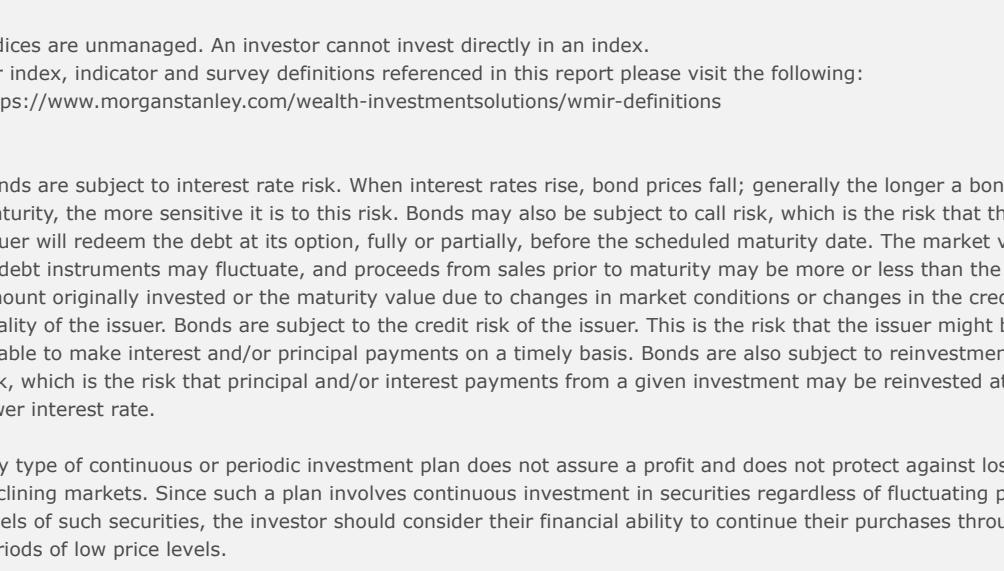 dices are unmanaged. An investor cannot invest directly in an index.
r index, indicator and survey definitions referenced in this report please visit the following:
ps://www.morganstanley.com/wealth-investmentsolutions/wmir-definitions
nds are subject to interest rate risk. When interest rates rise, bond prices fall; generally the longer a bon
turity, the more sensitive it is to this risk. Bonds may also be subject to call risk, which is the risk that th
uer will redeem the debt at its option, fully or partially, before the scheduled maturity date. The market v
debt instruments may fluctuate, and proceeds from sales prior to maturity may be more or less than the
ount originally invested or the maturity value due to changes in market conditions or changes in the cred
ality of the issuer. Bonds are subject to the credit risk of the issuer. This is the risk that the issuer might b
able to make interest and/or principal payments on a timely basis. Bonds are also subject to reinvestmen
k, which is the risk that principal and/or interest payments from a given investment may be reinvested at
wer interest rate.
y type of continuous or periodic investment plan does not assure a profit and does not protect against los
clining markets. Since such a plan involves continuous investment in securities regardless of fluctuating p
els of such securities, the investor should consider their financial ability to continue their purchases throu
riods of low price levels.